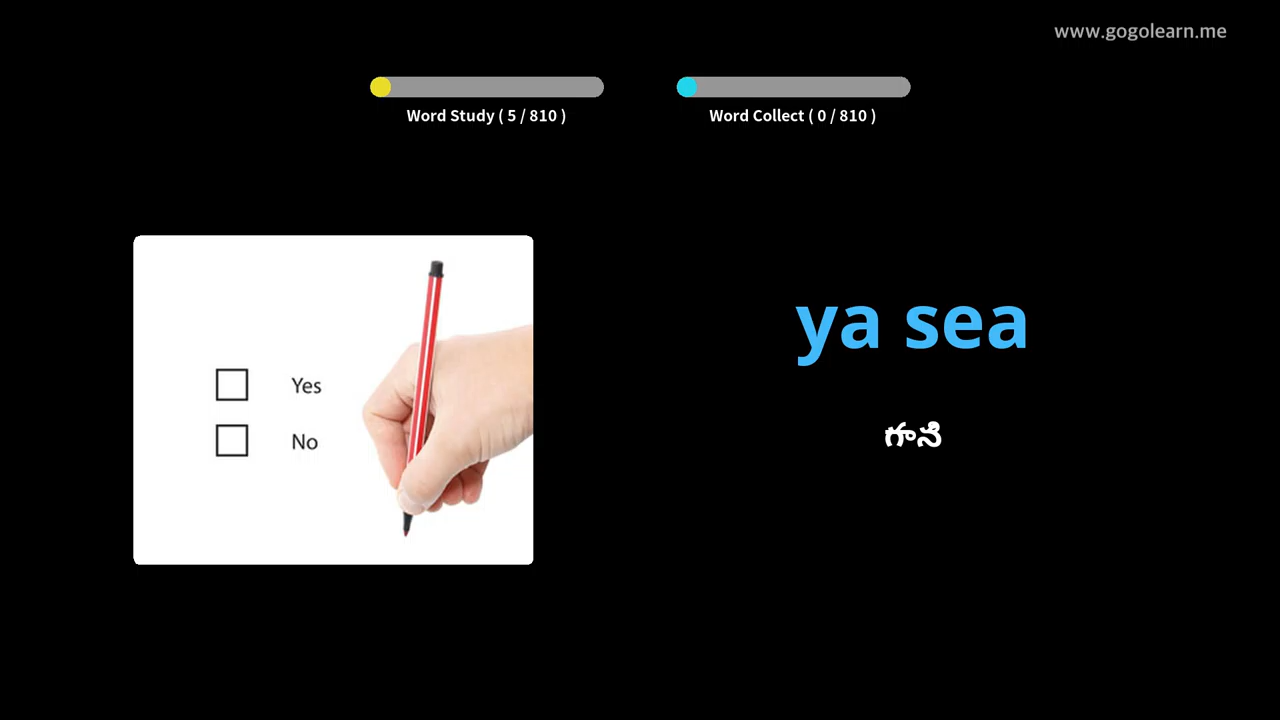 www.gogolearn.me
Word Study ( 5 / 810 )
Word Collect ( 0 / 810 )
Yes
No
ya sea
గానీ